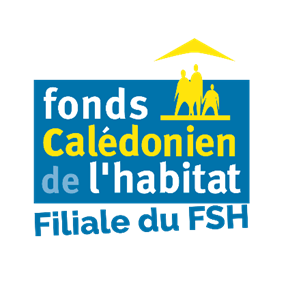 fonds
Calédonien
de l'habitat
Filiale du FSH